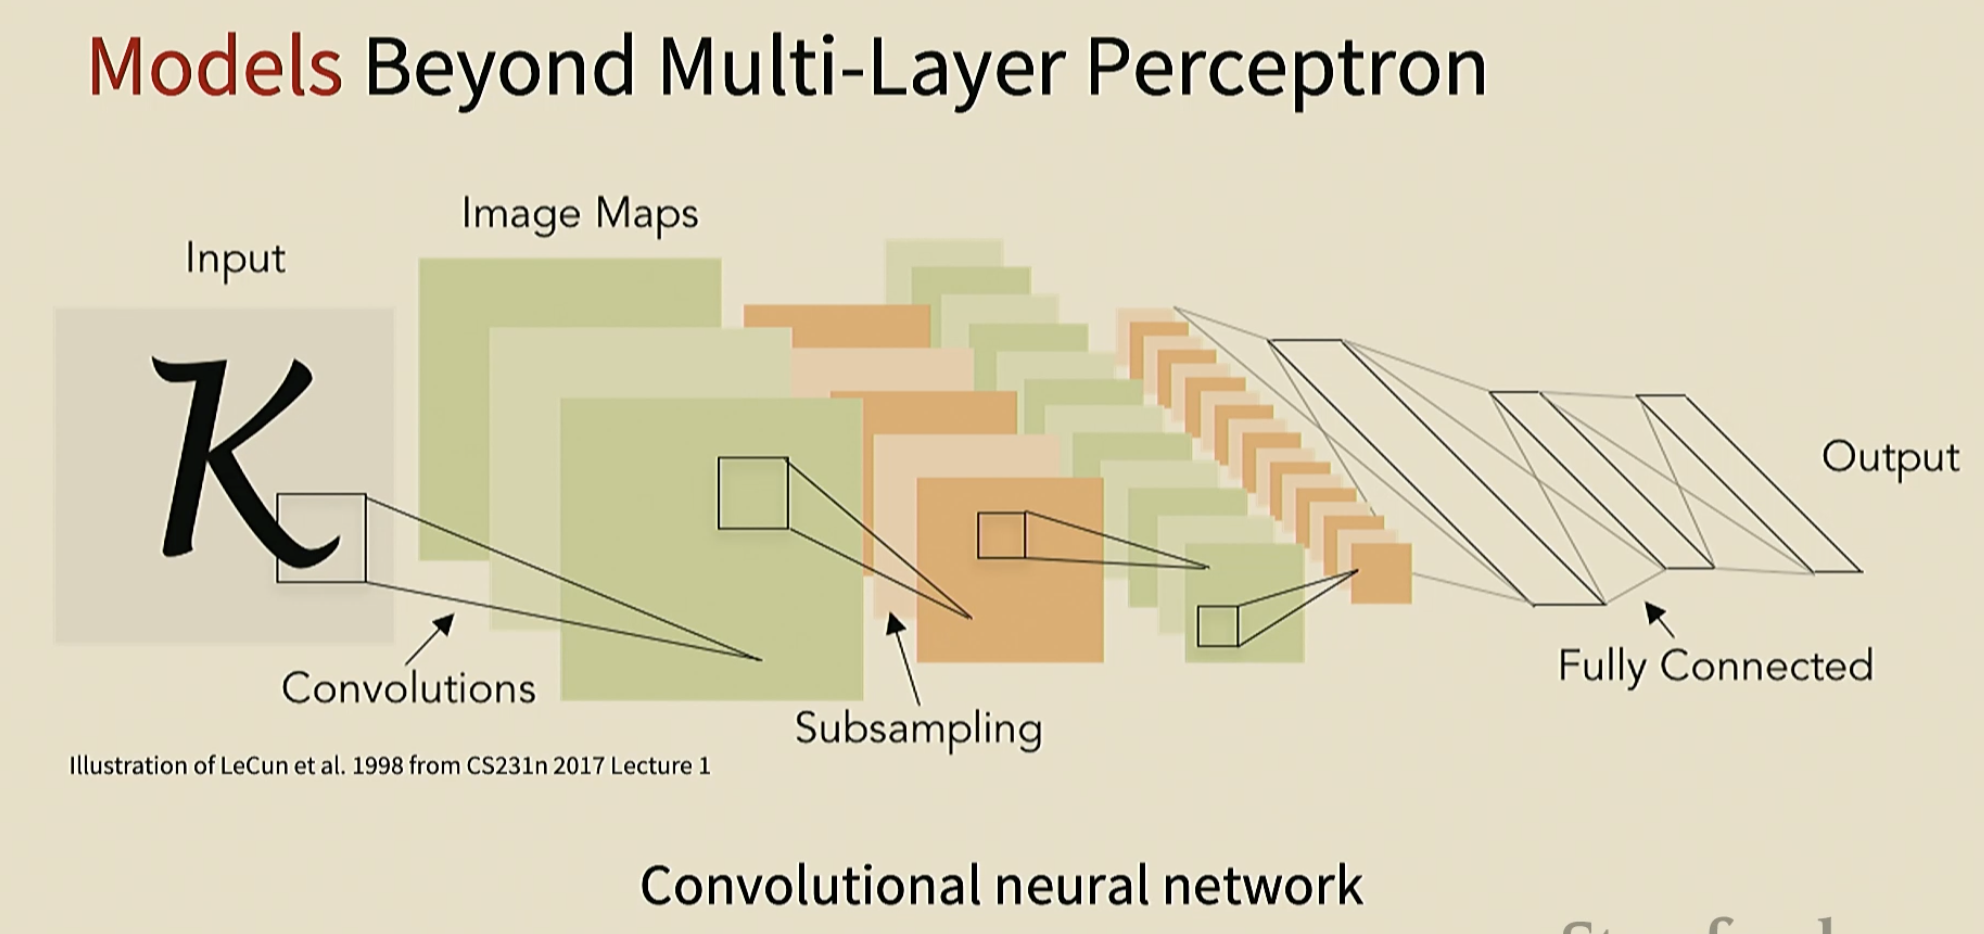 Models Beyond Multi-Layer Perceptron
Image Maps
Input
K
Output
Fully Connected
Convolutions
Subsampling
Illustration of LeCun et al. 1998 from CS231n 2017 Lecture 1
Convolutional neural network